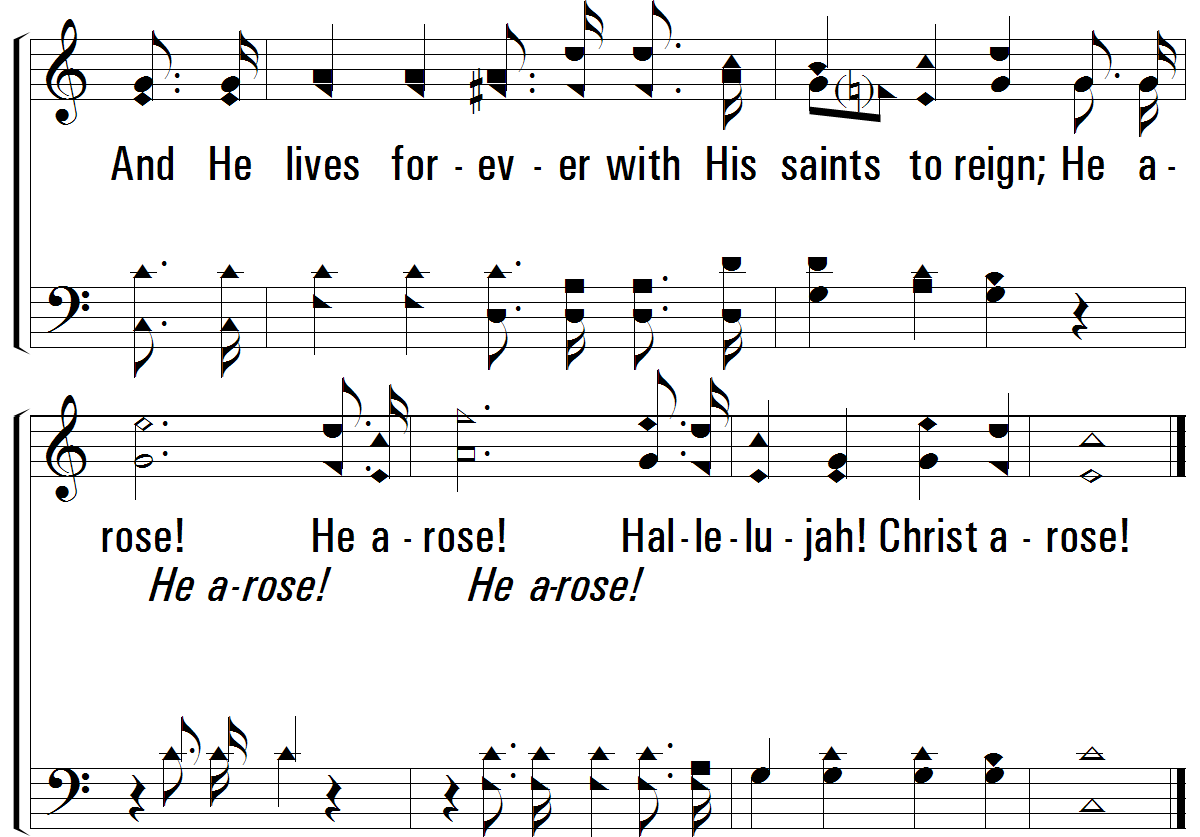 And He lives for - ev - er with His saints to reign; He a -
rose! He a - rose! Hal - le - lu - jah! Christ a - rose!
He a - rose! He a - rose!